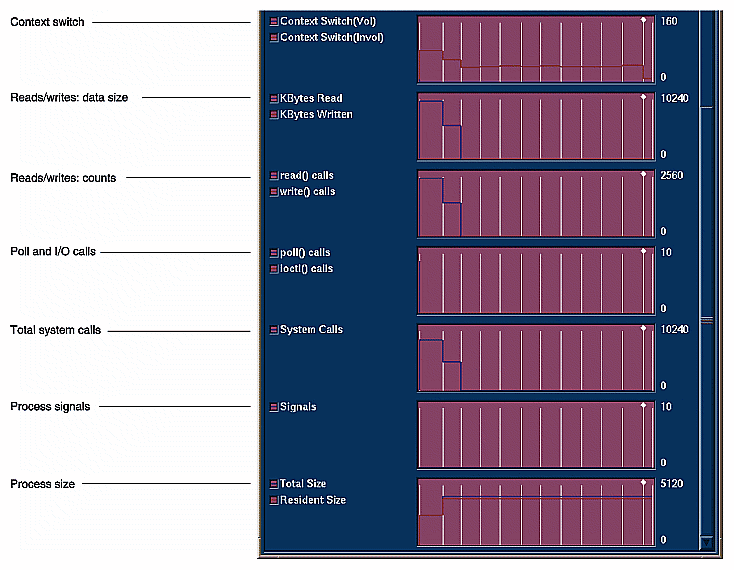 Context switch
Context Switch(Vol)
160
Context Switch(Invol)
0
Reads/writes: data size
KBytes Read
10240
KBytes Written
0
Reads/writes: counts
read() calls
2560
write() calls
0
Poll and I/O calls
poll() calls
10
ioctl() calls
0
Total system calls
System Calls
10240
0
Process signals
Signals
10
0
Process size
Total Size
5120
Resident Size
0